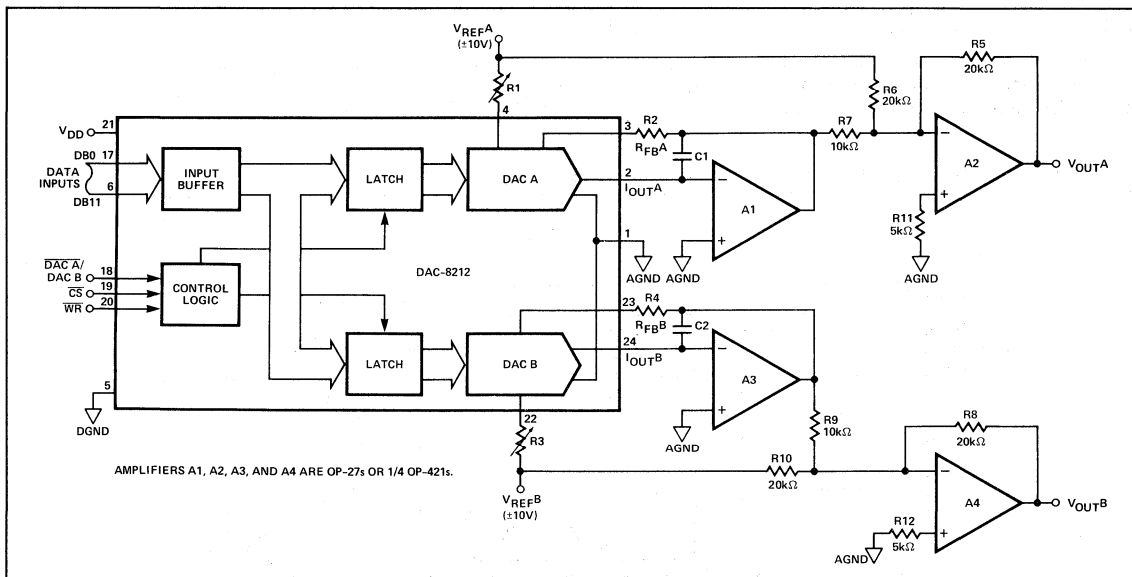 VREFA
(±10V)
R1
4
R5
20kΩ
R6
20kΩ
VDD
21
3
R2
RFBA
C1
R7
10kΩ
DB0 17
DATA
INPUTS
6
DB11
INPUT
BUFFER
LATCH
DAC A
2
IOUTA
−
A1
+
AGND
−
A2
+
VOUTA
R11
5kΩ
AGND
1
AGND
DAC A/
DAC B
18
CS
19
WR
20
CONTROL
LOGIC
DAC-8212
LATCH
DAC B
23
R4
RFBB
C2
24
IOUTB
−
A3
+
AGND
5
DGND
22
R3
VREFB
(±10V)
R9
10kΩ
R10
20kΩ
R8
20kΩ
−
A4
+
VOUTB
R12
5kΩ
AGND
AMPLIFIERS A1, A2, A3, AND A4 ARE OP-27s OR 1/4 OP-421s.